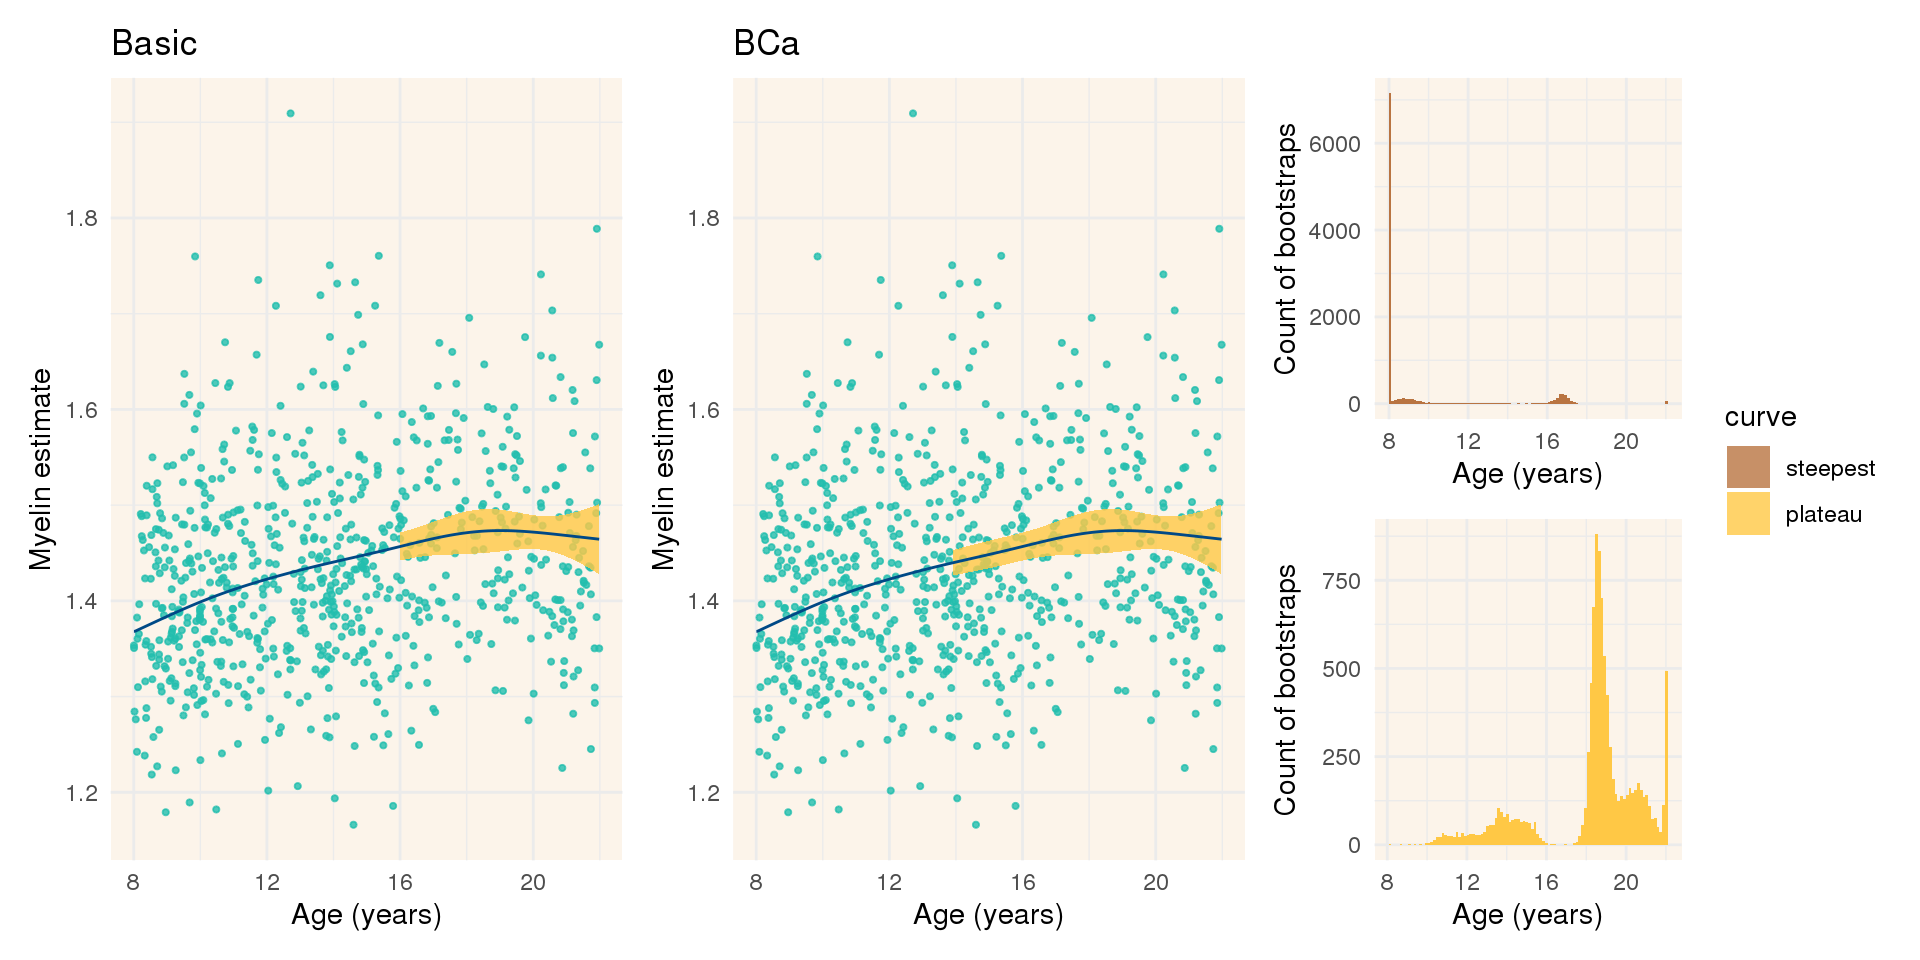 Basic
Myelin estimate
1.8
1.6
1.4
1.2
8 12 16 20
Age (years)
BCa
Myelin estimate
1.8
1.6
1.4
1.2
8 12 16 20
Age (years)
Count of bootstraps
6000
4000
2000
0
8 12 16 20
Age (years)
Count of bootstraps
750
500
250
0
8 12 16 20
Age (years)
curve
steepest
plateau